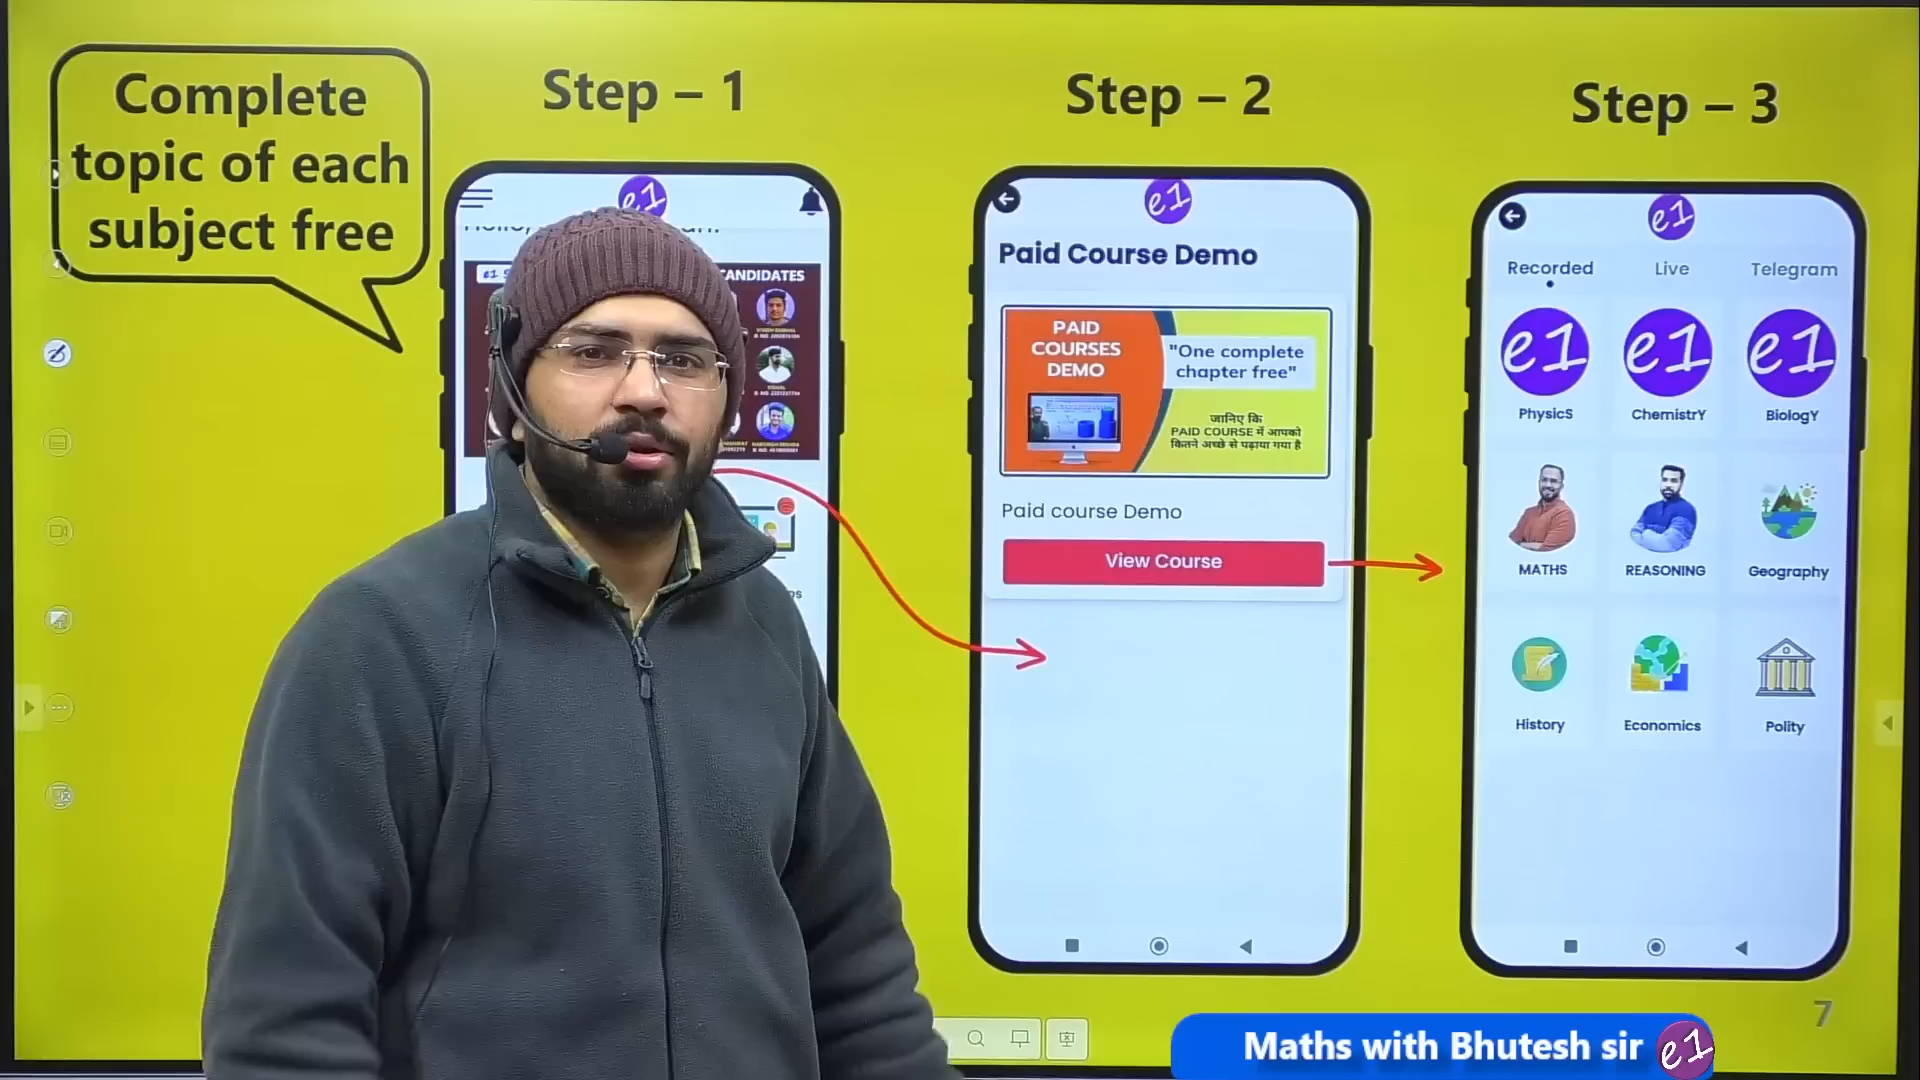 Complete
topic of each
subject free
Step – 1
Step – 2
Step – 3
e1
CANDIDATES
e1
Paid Course Demo
PAID
COURSES
DEMO
"One complete
chapter free"
जानिए कि
PAID COURSE में आपको
कितने अच्छे से पढ़ाया गया है
Paid course Demo
View Course
e1
Recorded
Live
Telegram
e1
e1
e1
PhysicS
ChemistrY
BiologY
MATHS
REASONING
Geography
History
Economics
Polity
7
Maths with Bhutesh sir e1